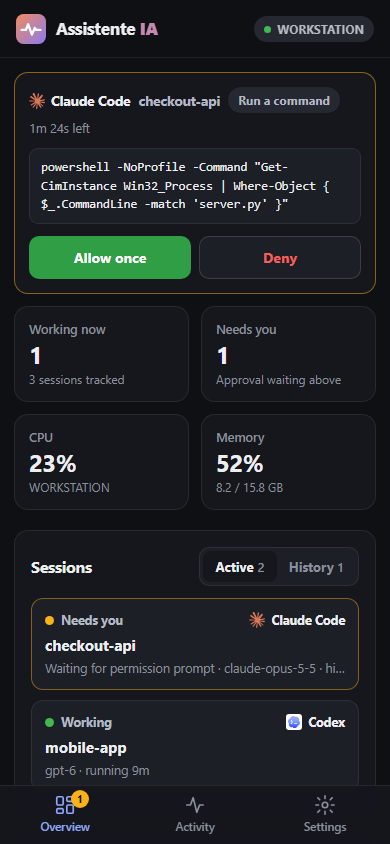 Assistente IA
WORKSTATION
Claude Code checkout-api Run a command
1m 24s left
powershell -NoProfile -Command "Get-
CimInstance Win32_Process | Where-Object {
$_.CommandLine -match 'server.py' }"
Allow once
Deny
Working now
1
3 sessions tracked
Needs you
1
Approval waiting above
CPU
23%
WORKSTATION
Memory
52%
8.2 / 15.8 GB
Sessions
Active 2
History 1
Needs you
Claude Code
checkout-api
Waiting for permission prompt · claude-opus-5-5 · hi...
Working
Codex
mobile-app
gpt-6 · running 9m
1
Overview
Activity
Settings